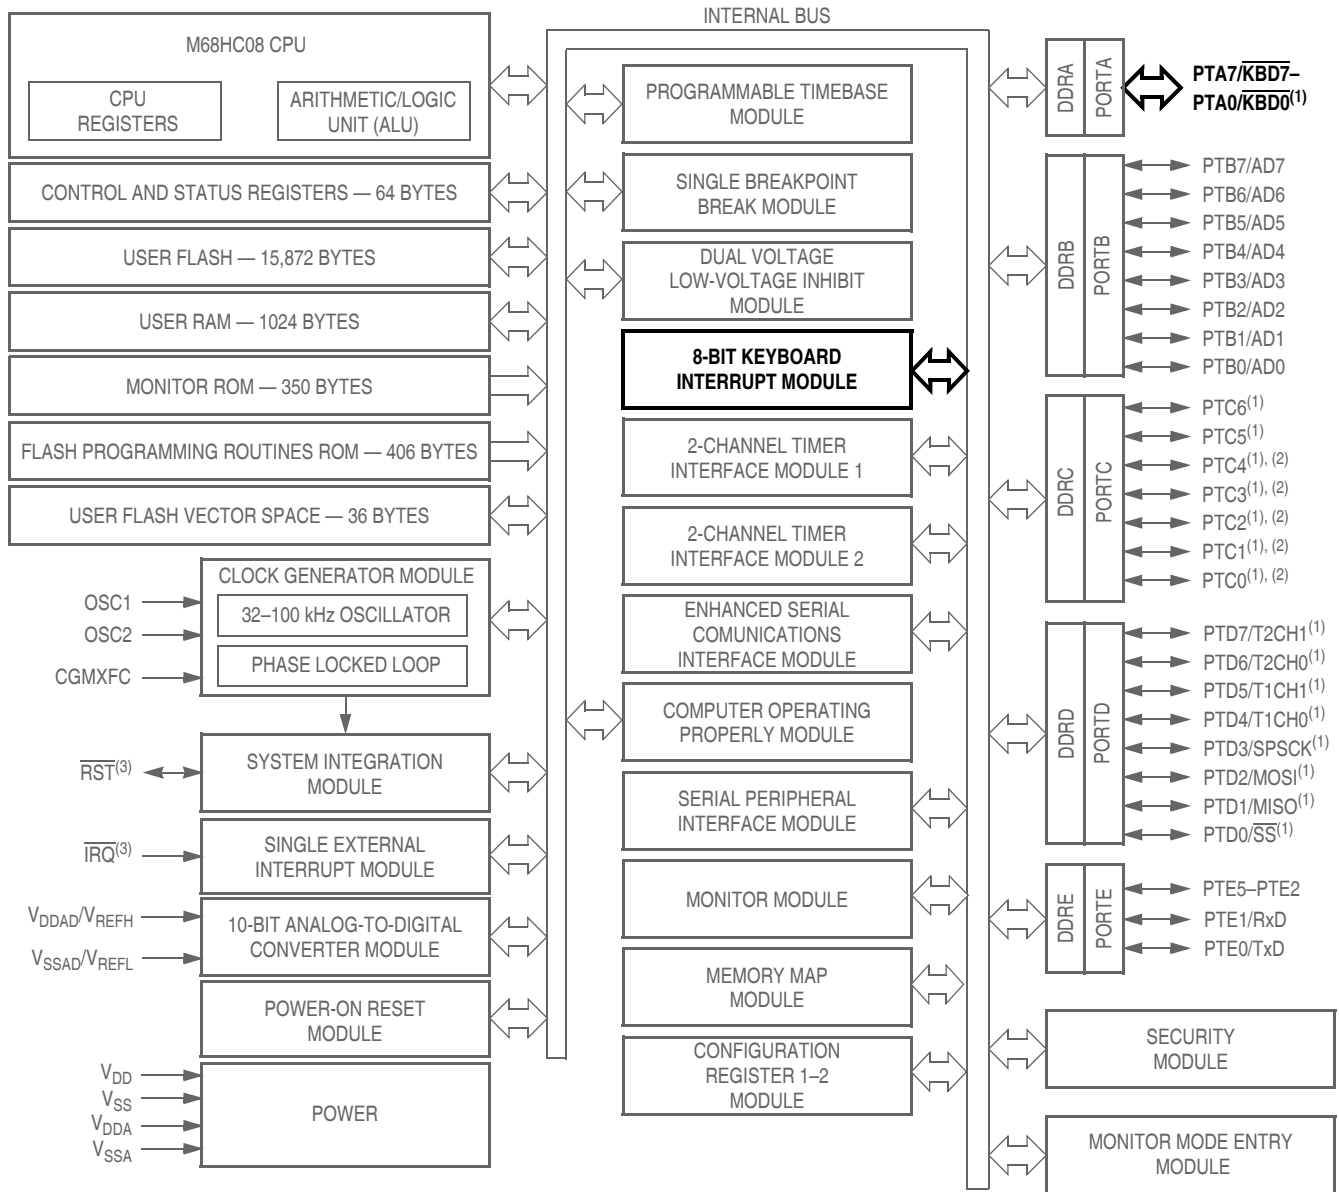 INTERNAL BUS
M68HC08 CPU
CPU
REGISTERS
ARITHMETIC/LOGIC
UNIT (ALU)
CONTROL AND STATUS REGISTERS — 64 BYTES
USER FLASH — 15,872 BYTES
USER RAM — 1024 BYTES
MONITOR ROM — 350 BYTES
FLASH PROGRAMMING ROUTINES ROM — 406 BYTES
USER FLASH VECTOR SPACE — 36 BYTES
CLOCK GENERATOR MODULE
32–100 kHz OSCILLATOR
PHASE LOCKED LOOP
OSC1
OSC2
CGMXFC
SYSTEM INTEGRATION
MODULE
RST(3)
SINGLE EXTERNAL
INTERRUPT MODULE
IRQ(3)
10-BIT ANALOG-TO-DIGITAL
CONVERTER MODULE
VDDAD/VREFH
VSSAD/VREFL
POWER-ON RESET
MODULE
POWER
VDD
VSS
VDDA
VSSA
PROGRAMMABLE TIMEBASE
MODULE
SINGLE BREAKPOINT
BREAK MODULE
DUAL VOLTAGE
LOW-VOLTAGE INHIBIT
MODULE
8-BIT KEYBOARD
INTERRUPT MODULE
2-CHANNEL TIMER
INTERFACE MODULE 1
2-CHANNEL TIMER
INTERFACE MODULE 2
ENHANCED SERIAL
COMUNICATIONS
INTERFACE MODULE
COMPUTER OPERATING
PROPERLY MODULE
SERIAL PERIPHERAL
INTERFACE MODULE
MONITOR MODULE
MEMORY MAP
MODULE
CONFIGURATION
REGISTER 1–2
MODULE
DDRA
PORTA
PTA7/KBD7–
PTA0/KBD0(1)
DDRB
PORTB
PTB7/AD7
PTB6/AD6
PTB5/AD5
PTB4/AD4
PTB3/AD3
PTB2/AD2
PTB1/AD1
PTB0/AD0
DDRC
PORTC
PTC6(1)
PTC5(1)
PTC4(1), (2)
PTC3(1), (2)
PTC2(1), (2)
PTC1(1), (2)
PTC0(1), (2)
DDRD
PORTD
PTD7/T2CH1(1)
PTD6/T2CH0(1)
PTD5/T1CH1(1)
PTD4/T1CH0(1)
PTD3/SPSCK(1)
PTD2/MOSI(1)
PTD1/MISO(1)
PTD0/SS(1)
DDRE
PORTE
PTE5–PTE2
PTE1/RxD
PTE0/TxD
SECURITY
MODULE
MONITOR MODE ENTRY
MODULE